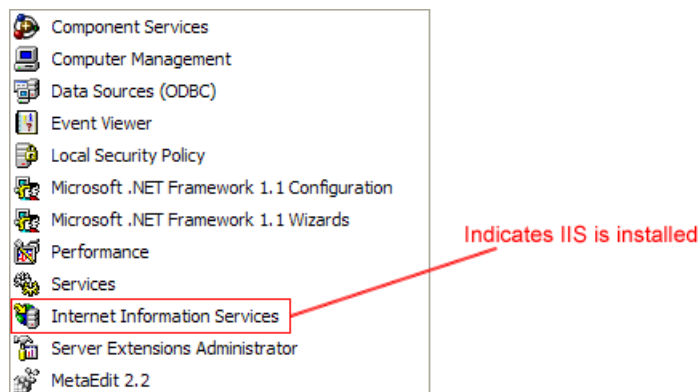 Component Services
Computer Management
Data Sources (ODBC)
Event Viewer
Local Security Policy
Microsoft .NET Framework 1.1 Configuration
Microsoft .NET Framework 1.1 Wizards
Performance
Indicates IIS is installed
Services
Internet Information Services
Server Extensions Administrator
MetaEdit 2.2